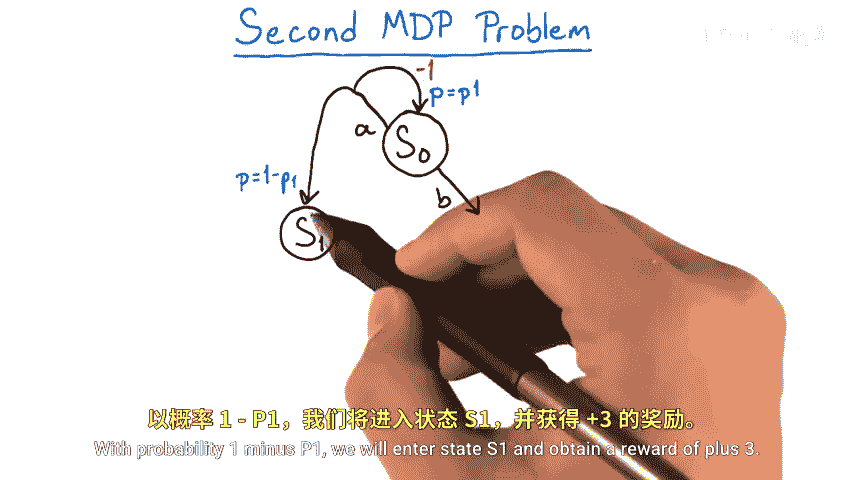 Second MDP Problem
-1
p=p1
a
S0
p=1-p1
b
S1
以概率 1 - P1，我们将进入状态 S1，并获得 +3 的奖励。
With probability 1 minus P1, we will enter state S1 and obtain a reward of plus 3.